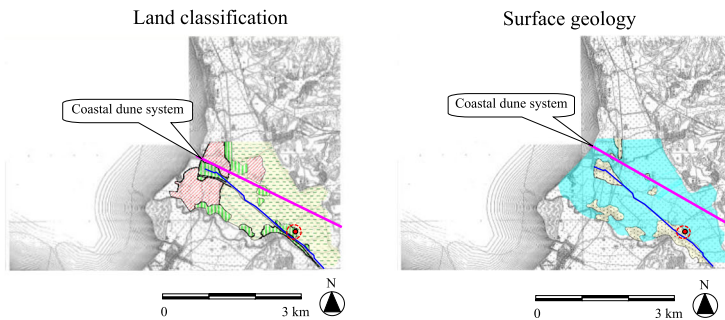 Land classification
Surface geology
Coastal dune system
Coastal dune system
N
0
3 km
N
0
3 km